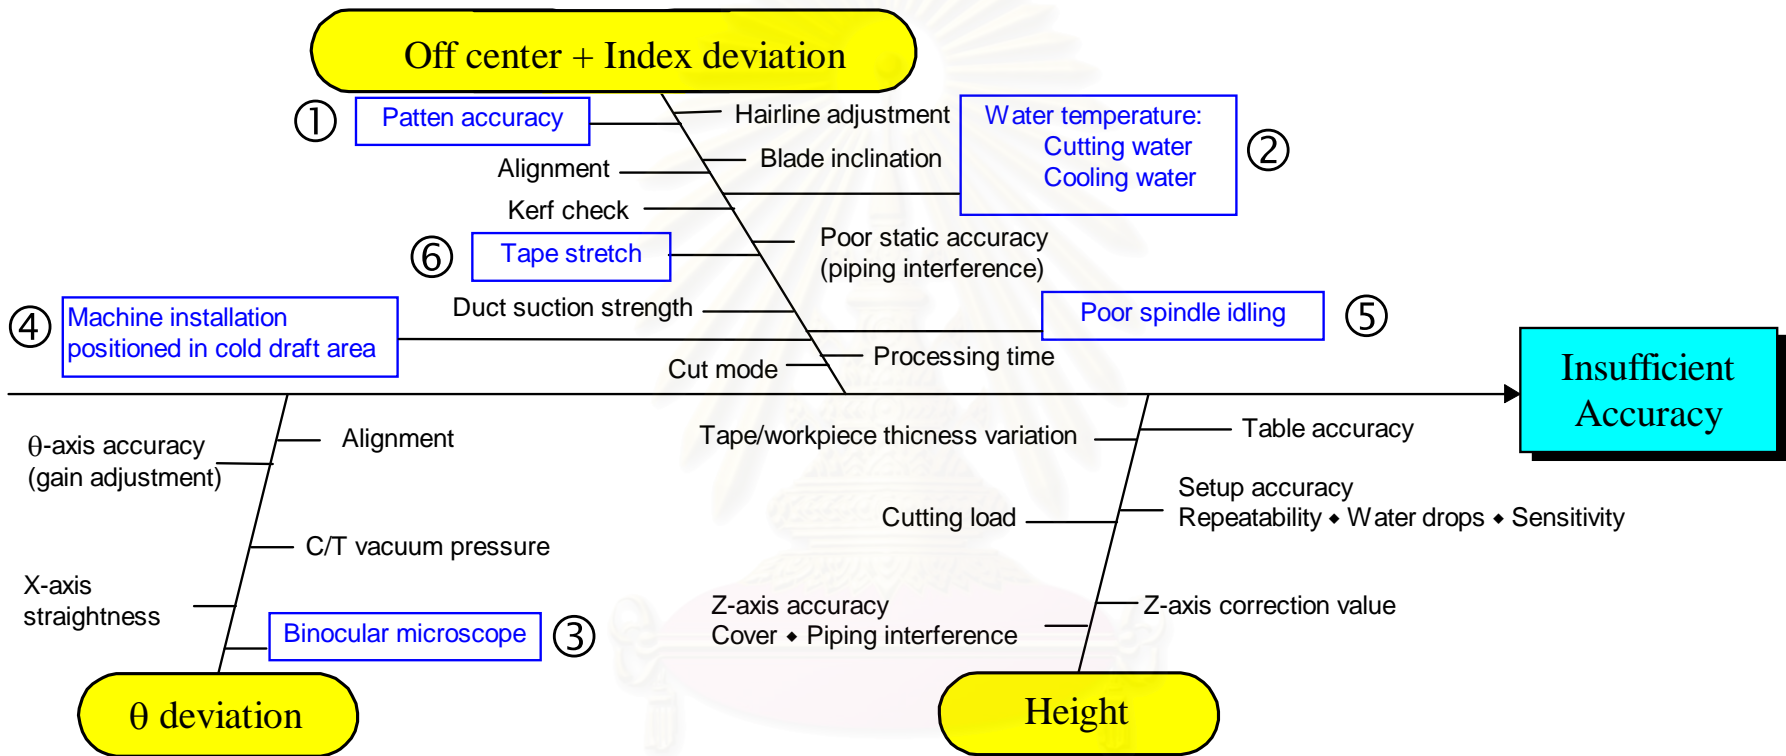 Off center + Index deviation
① Patten accuracy
Hairline adjustment
Water temperature:
Cutting water
Cooling water
②
Blade inclination
Alignment
Kerf check
⑥ Tape stretch
Poor static accuracy
(piping interference)
Duct suction strength
④ Machine installation
positioned in cold draft area
Poor spindle idling ⑤
Processing time
Cut mode
Insufficient
Accuracy
θ-axis accuracy
(gain adjustment)
Alignment
C/T vacuum pressure
X-axis
straightness
Binocular microscope ③
θ deviation
Tape/workpiece thicness variation
Table accuracy
Setup accuracy
Repeatability ◆ Water drops ◆ Sensitivity
Cutting load
Z-axis accuracy
Cover ◆ Piping interference
Z-axis correction value
Height